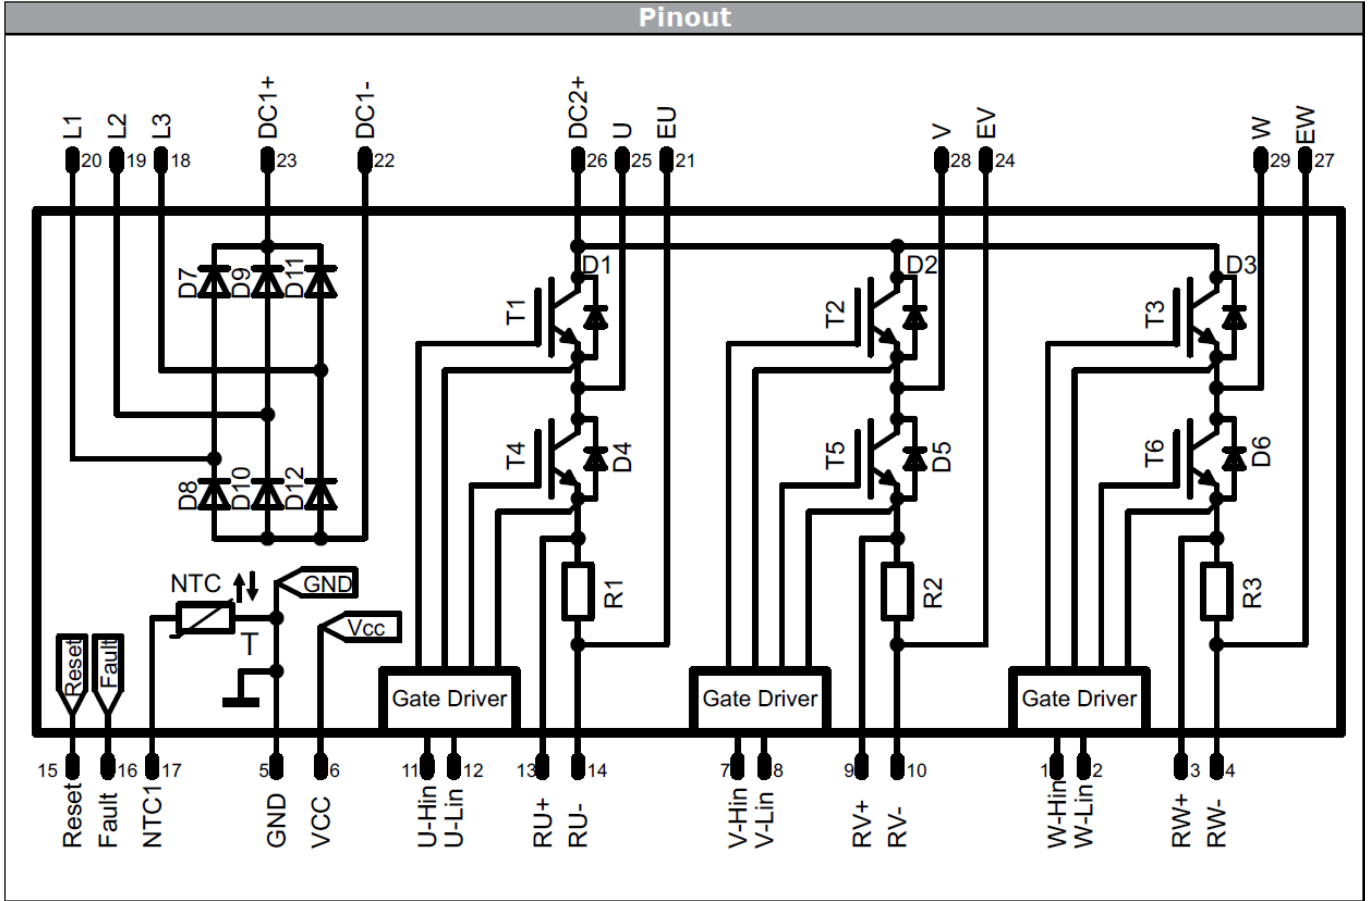 Pinout
L1 L2 L3 DC1+ DC1- DC2+ U EU V EV W EW
20 19 18 23 22 26 25 21 28 24 29 27
D7 D9 D11 D1 D2 D3
T1 T2 T3
D8 D10 D12 T4 D4 T5 D5 T6 D6
NTC GND R1 R2 R3
T Vcc
Reset Fault Gate Driver Gate Driver Gate Driver
15 16 17 5 6 11 12 13 14 7 8 9 10 1 2 3 4
Reset Fault NTC1 GND VCC U-Hin U-Lin RU+ RU- V-Hin V-Lin RV+ RV- W-Hin W-Lin RW+ RW-